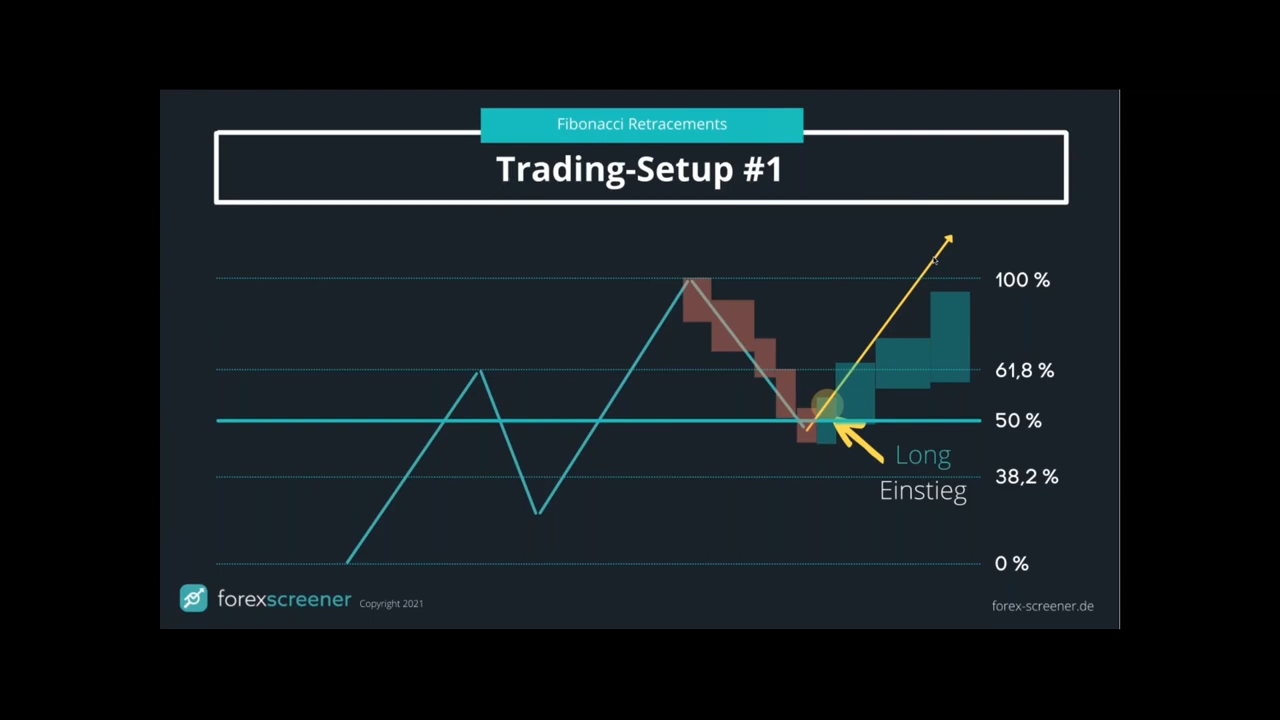 Fibonacci Retracements
Trading-Setup #1
100 %
61,8 %
50 %
Long
Einstieg
38,2 %
0 %
forexscreener Copyright 2021
forex-screener.de